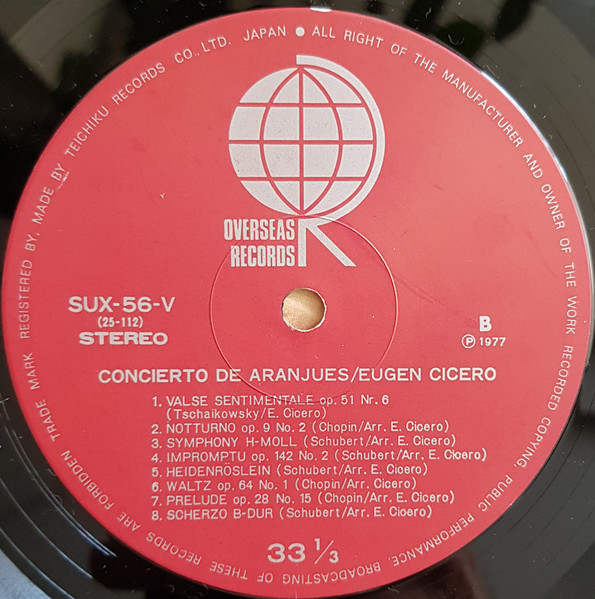 TRADE MARK REGISTERED BY, MADE BY TEICHIKU RECORDS CO., LTD. JAPAN ● ALL RIGHT OF THE MANUFACTURER AND OWNER OF THE WORK RECORDED COPYING, PUBLIC PERFORMANCE, BROADCASTING OF THESE RECORDS ARE FORBIDDEN
OVERSEAS
RECORDS
R
SUX-56-V
(25-112)
STEREO
B
Ⓟ 1977
CONCIERTO DE ARANJUES/EUGEN CICERO
1. VALSE SENTIMENTALE op. 51 Nr. 6
(Tschaikowsky/E. Cicero)
2. NOTTURNO op. 9 No. 2 (Chopin/Arr. E. Cicero)
3. SYMPHONY H-MOLL (Schubert/Arr. E. Cicero)
4. IMPROMPTU op. 142 No. 2 (Schubert/Arr. E. Cicero)
5. HEIDENRÖSLEIN (Schubert/Arr. E. Cicero)
6. WALTZ op. 64 No. 1 (Chopin/Arr. E. Cicero)
7. PRELUDE op. 28 No. 15 (Chopin/Arr. E. Cicero)
8. SCHERZO B-DUR (Schubert/Arr. E. Cicero)
33 1/3